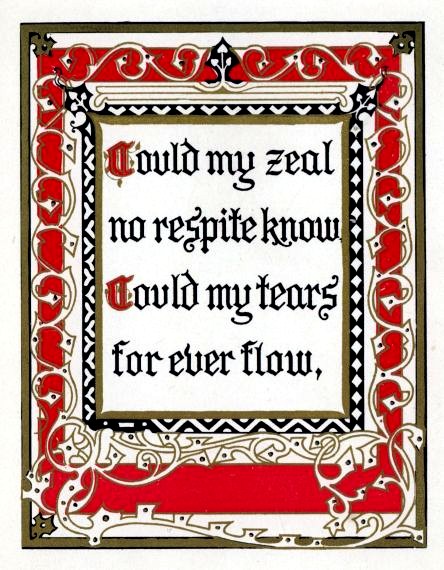 Could my zeal
no respite know,
Could my tears
for ever flow,